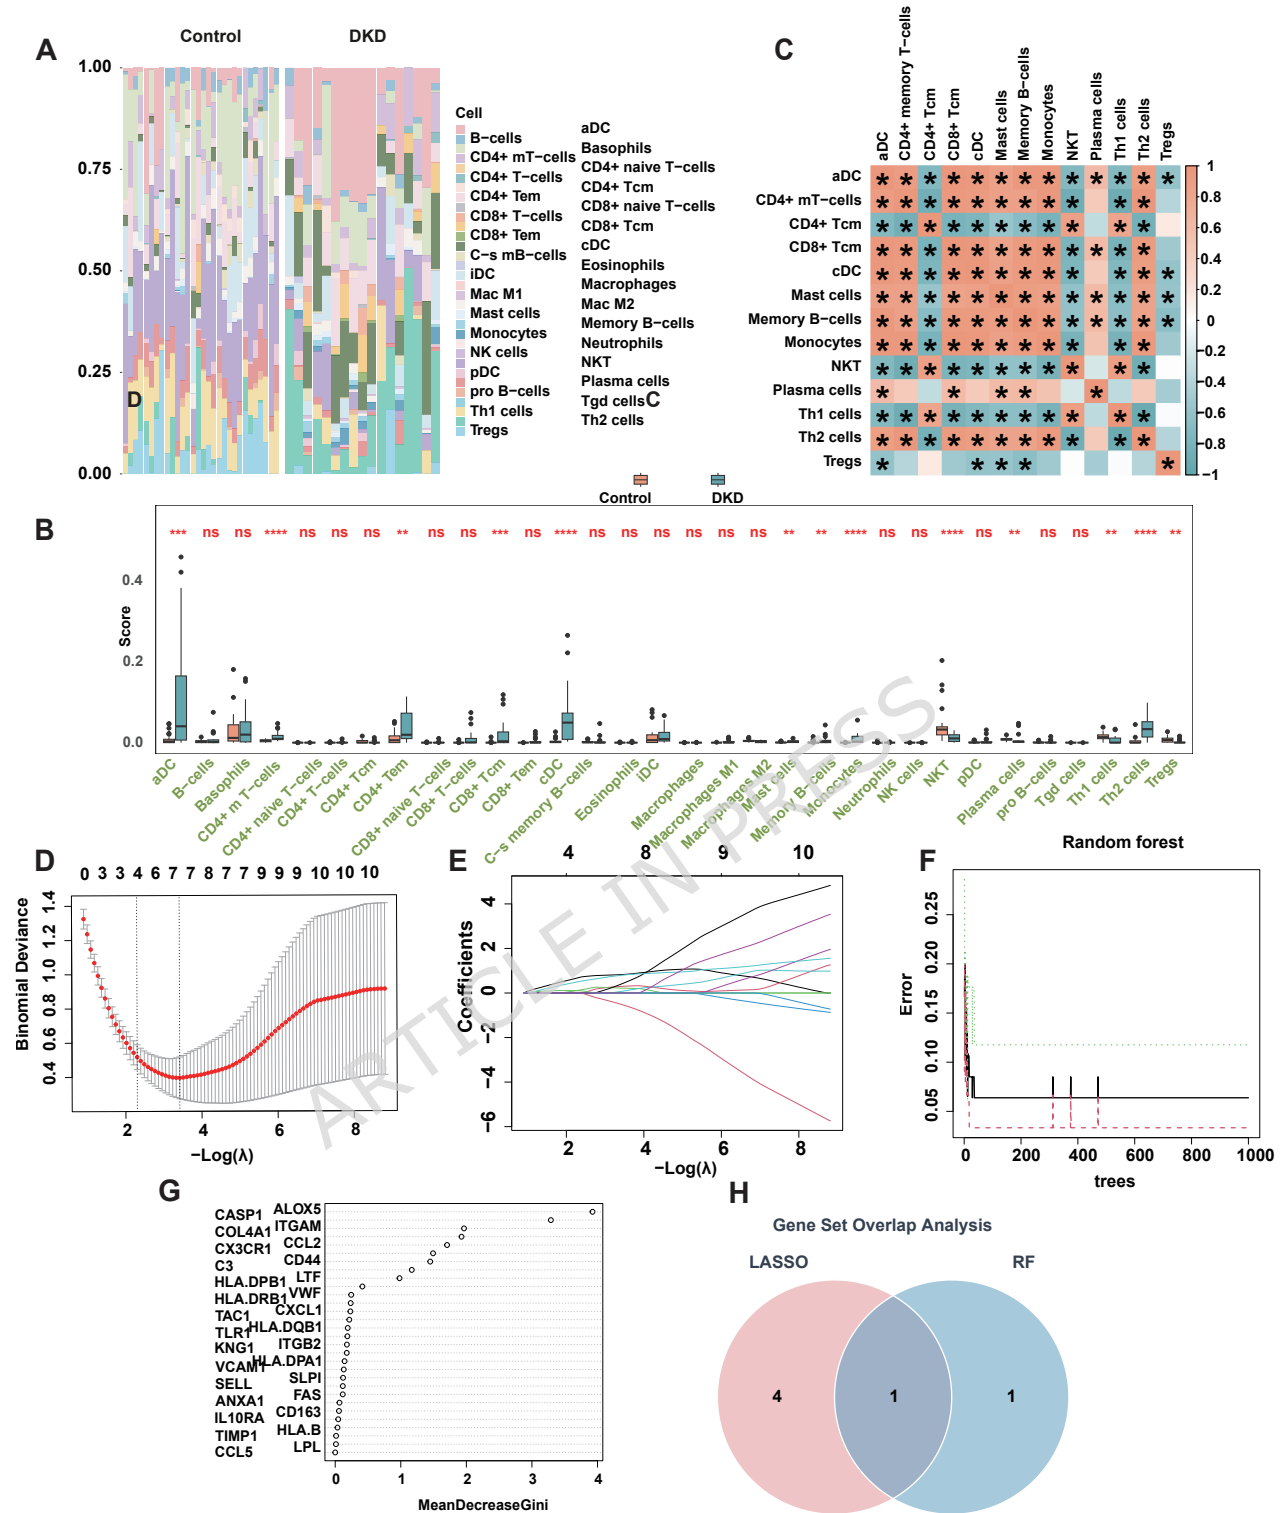 A
Control
DKD
1.00
0.75
0.50
0.25
0.00
D
Cell
B−cells
CD4+ mT−cells
CD4+ T−cells
CD4+ Tem
CD8+ T−cells
CD8+ Tem
C−s mB−cells
iDC
Mac M1
Mast cells
Monocytes
NK cells
pDC
pro B−cells
Th1 cells
Tregs
aDC
Basophils
CD4+ naive T−cells
CD4+ Tcm
CD8+ naive T−cells
CD8+ Tcm
cDC
Eosinophils
Macrophages
Mac M2
Memory B−cells
Neutrophils
NKT
Plasma cells
Tgd cells
Th2 cells
C
C
aDC
CD4+ memory T−cells
CD4+ Tcm
CD8+ Tcm
cDC
Mast cells
Memory B−cells
Monocytes
NKT
Plasma cells
Th1 cells
Th2 cells
Tregs
aDC
CD4+ mT−cells
CD4+ Tcm
CD8+ Tcm
cDC
Mast cells
Memory B−cells
Monocytes
NKT
Plasma cells
Th1 cells
Th2 cells
Tregs
1
0.8
0.6
0.4
0.2
0
−0.2
−0.4
−0.6
−0.8
−1
Control
DKD
B
*** ns ns **** ns ns ns ** ns ns *** ns **** ns ns ns ns ns ns ** ** **** ns ns **** ns ** ns ns ** **** **
Score
0.4
0.2
0.0
aDC
B−cells
Basophils
CD4+ m T−cells
CD4+ naive T−cells
CD4+ T−cells
CD4+ Tcm
CD4+ Tem
CD8+ naive T−cells
CD8+ T−cells
CD8+ Tcm
CD8+ Tem
cDC
C−s memory B−cells
Eosinophils
iDC
Macrophages
Macrophages M1
Macrophages M2
Mast cells
Memory B−cells
Monocytes
Neutrophils
NK cells
NKT
pDC
Plasma cells
pro B−cells
Tgd cells
Th1 cells
Th2 cells
Tregs
D
0 3 3 4 6 7 7 8 7 7 9 9 9 10 10 10
Binomial Deviance
1.4
1.2
1.0
0.8
0.6
0.4
2 4 6 8
−Log(λ)
E
4 8 9 10
Coefficients
4
2
0
−2
−4
−6
2 4 6 8
−Log(λ)
F
Random forest
Error
0.25
0.20
0.15
0.10
0.05
0 200 400 600 800 1000
trees
G
ALOX5
CASP1
ITGAM
COL4A1
CCL2
CX3CR1
CD44
C3
LTF
HLA.DPB1
VWF
HLA.DRB1
CXCL1
TAC1
HLA.DQB1
TLR1
ITGB2
KNG1
HLA.DPA1
VCAM1
SLPI
SELL
FAS
ANXA1
CD163
IL10RA
HLA.B
TIMP1
LPL
CCL5
0 1 2 3 4
MeanDecreaseGini
H
Gene Set Overlap Analysis
LASSO
RF
4
1
1
ARTICLE IN PRESS